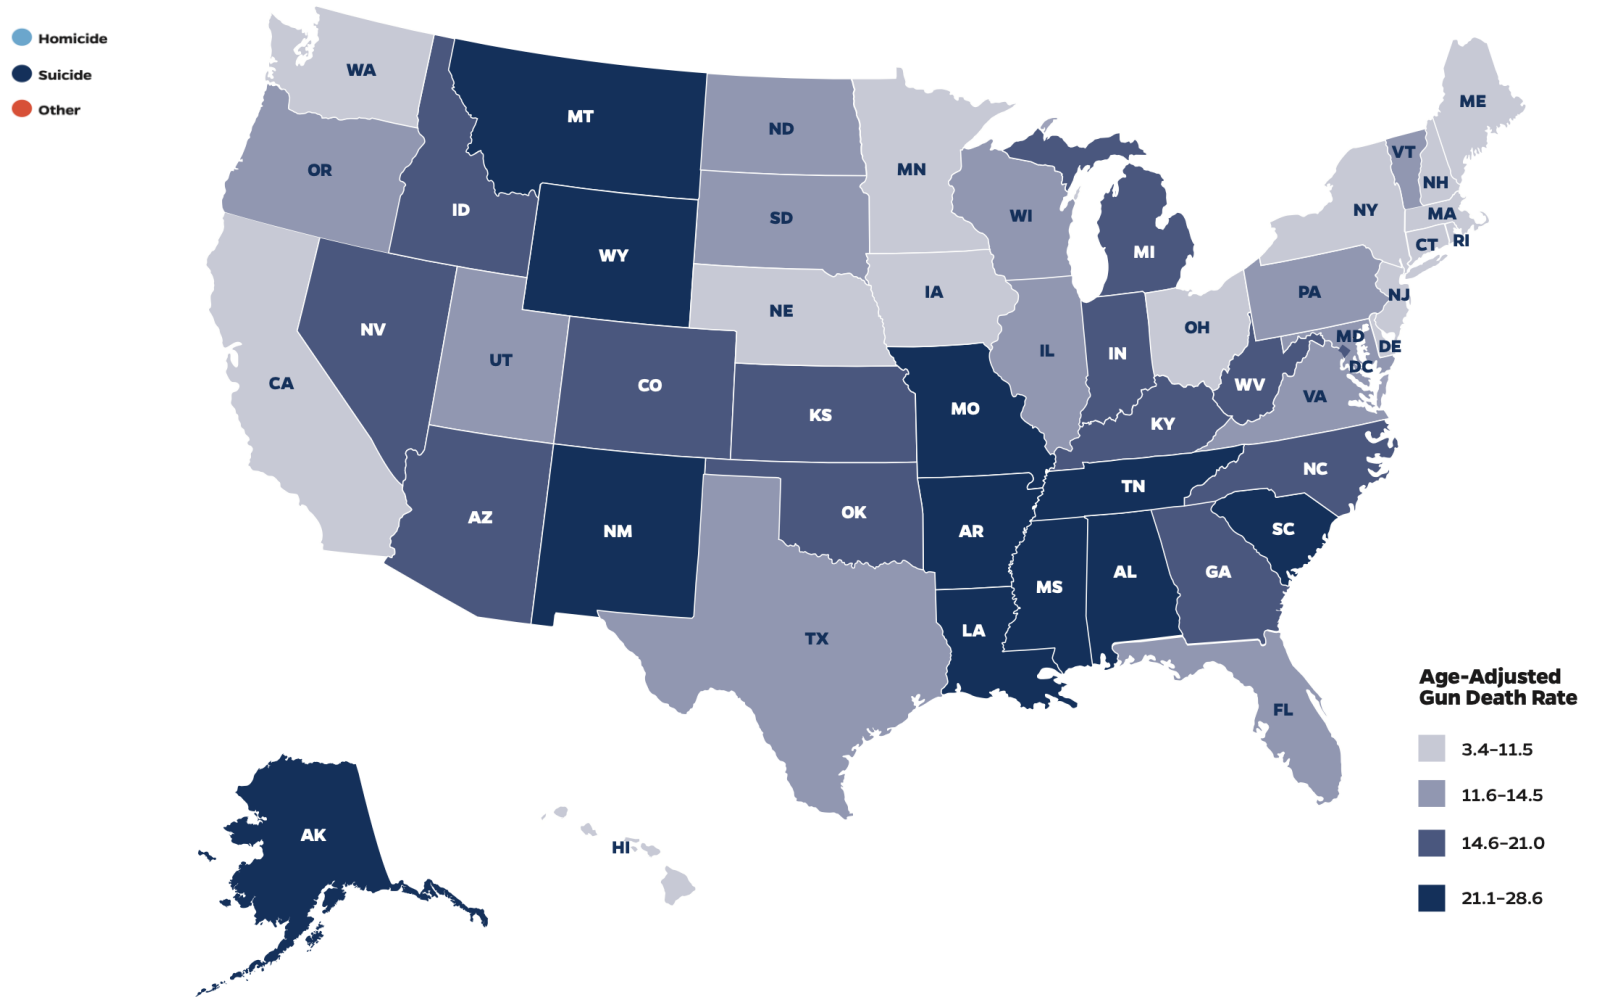 Homicide
Suicide
Other
WA
MT
ND
MN
ME
OR
ID
SD
WI
VT
NH
NY
MA
MI
CT
RI
WY
NE
IA
PA
NJ
NV
UT
CO
IL
IN
OH
MD
DE
DC
CA
KS
MO
WV
VA
KY
AZ
NM
OK
AR
TN
NC
SC
MS
AL
GA
TX
LA
FL
AK
HI
Age-Adjusted
Gun Death Rate
3.4–11.5
11.6–14.5
14.6–21.0
21.1–28.6